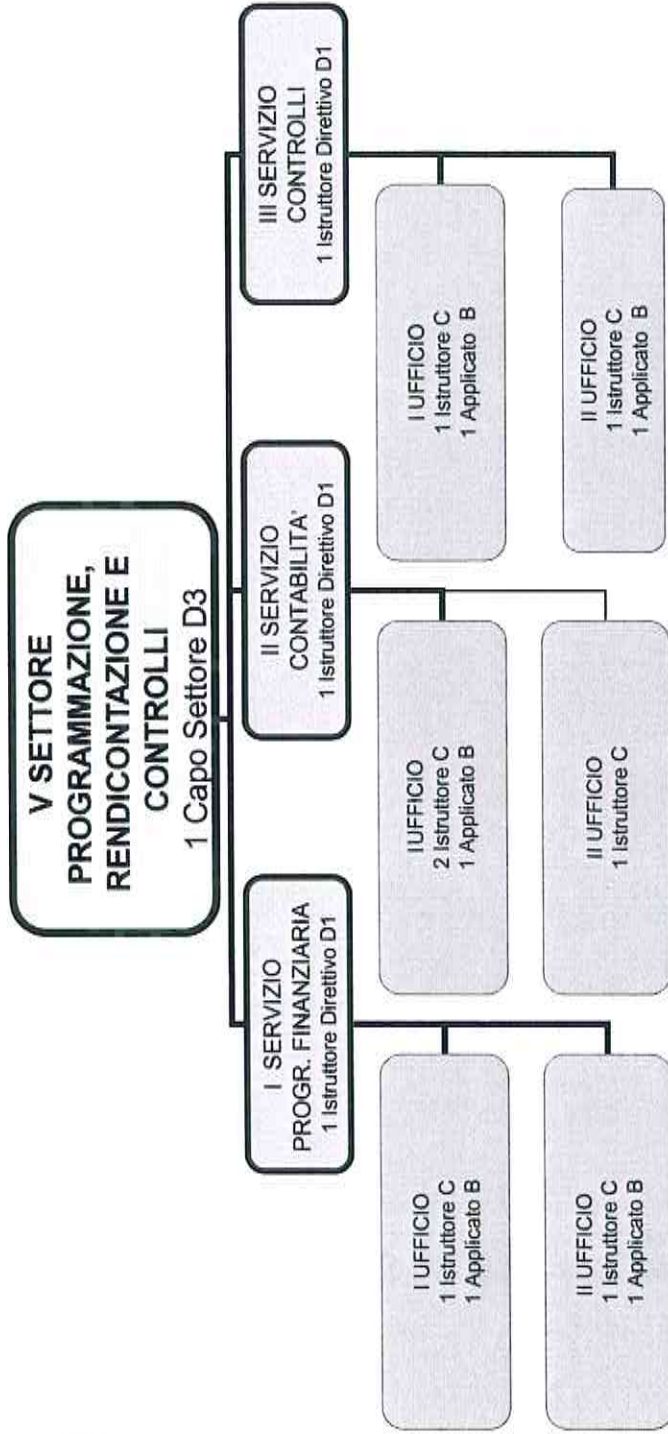 V SETTORE
PROGRAMMAZIONE,
RENDICONTAZIONE E
CONTROLLI
1 Capo Settore D3
I SERVIZIO
PROGR. FINANZIARIA
1 Istruttore Direttivo D1
I UFFICIO
1 Istruttore C
1 Applicato B
II UFFICIO
1 Istruttore C
1 Applicato B
II SERVIZIO
CONTABILITA'
1 Istruttore Direttivo D1
I UFFICIO
2 Istruttore C
1 Applicato B
II UFFICIO
1 Istruttore C
III SERVIZIO
CONTROLLI
1 Istruttore Direttivo D1
I UFFICIO
1 Istruttore C
1 Applicato B
II UFFICIO
1 Istruttore C
1 Applicato B